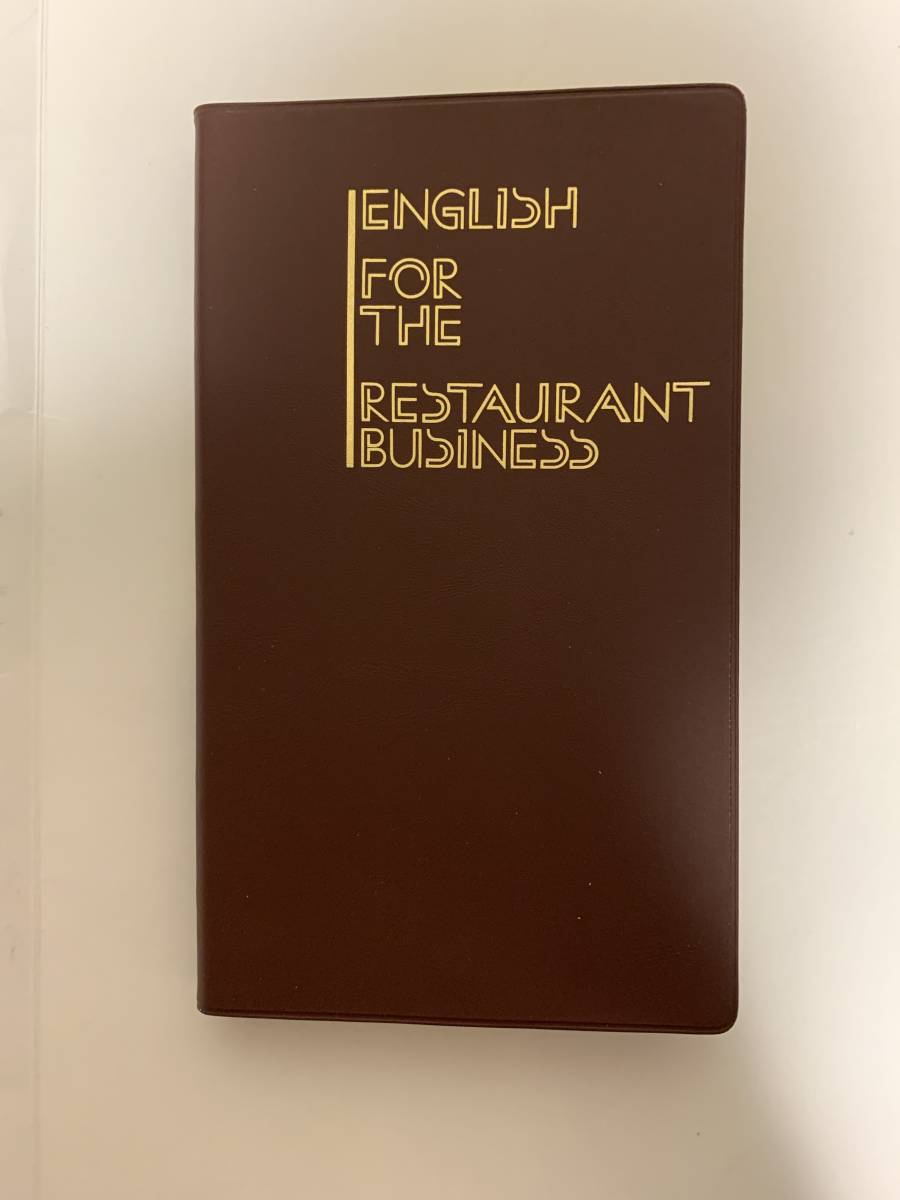 ENGLISH
FOR
THE
RESTAURANT
BUSINESS